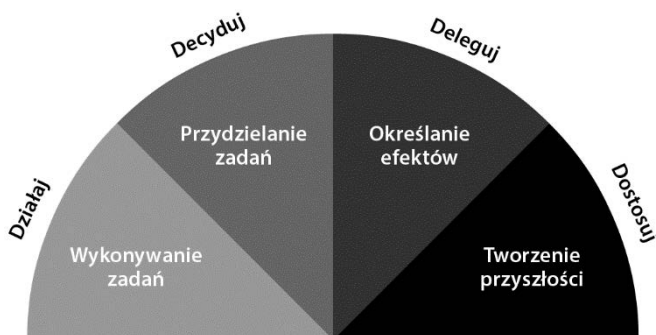 Działaj
Wykonywanie
zadań
Decyduj
Przydzielanie
zadań
Deleguj
Określanie
efektów
Dostosuj
Tworzenie
przyszłości